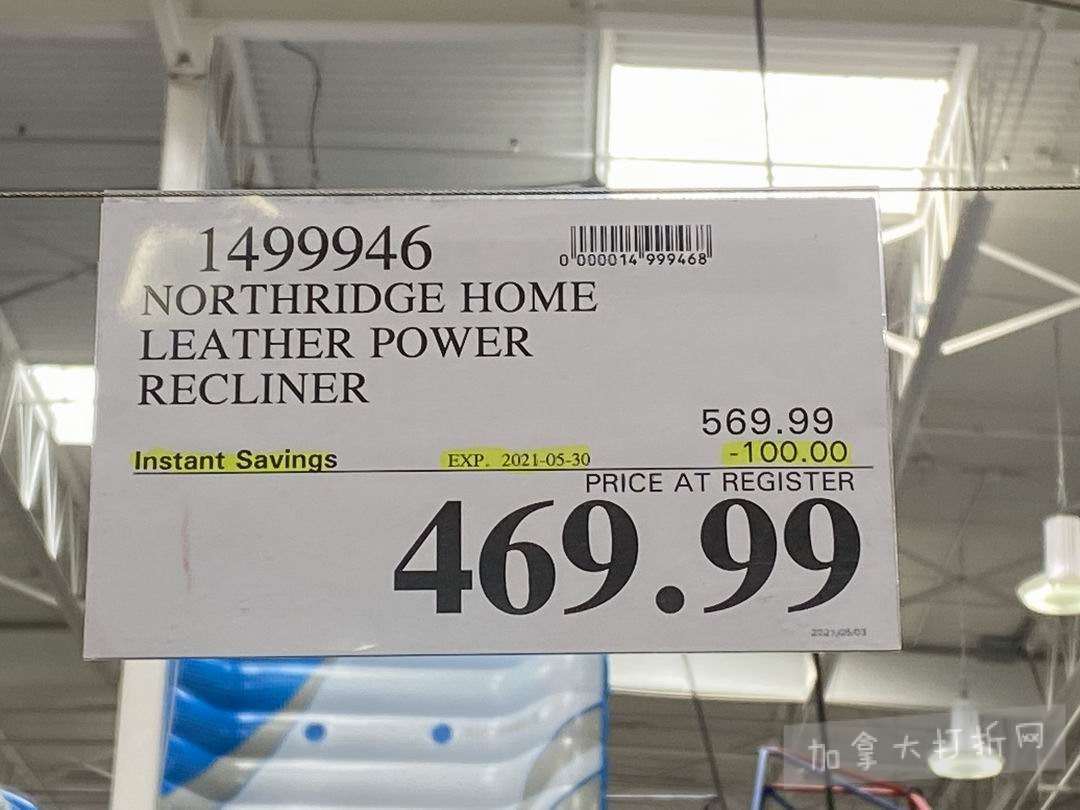 1499946
0 000014 999468
NORTHRIDGE HOME
LEATHER POWER
RECLINER
569.99
Instant Savings EXP. 2021-05-30 -100.00
PRICE AT REGISTER
469.99
2021/05/03
加拿大打折网